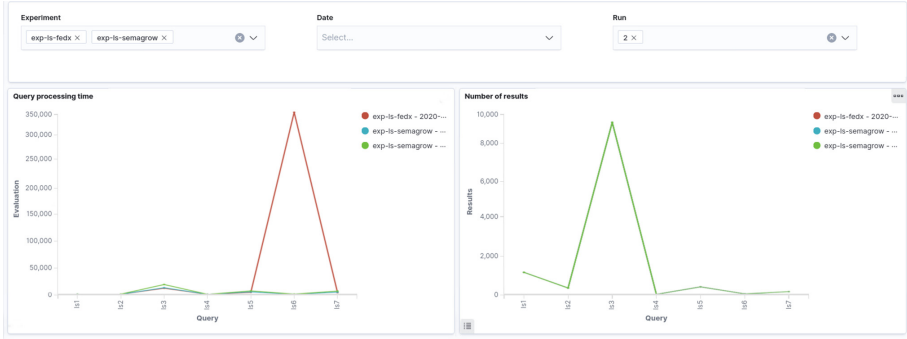 Experiment
Date
Run
exp-ls-fedx ×
exp-ls-semagrow ×
Select...
2 ×
Query processing time
350,000
300,000
250,000
200,000
150,000
100,000
50,000
0
Evaluation
ls1
ls2
ls3
ls4
ls5
ls6
ls7
Query
exp-ls-fedx - 2020-...
exp-ls-semagrow - ...
exp-ls-semagrow - ...
Number of results
10,000
8,000
6,000
4,000
2,000
0
Results
ls1
ls2
ls3
ls4
ls5
ls6
ls7
Query
exp-ls-fedx - 2020-...
exp-ls-semagrow - ...
exp-ls-semagrow - ...